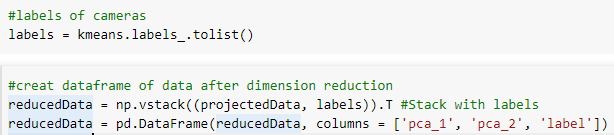 #labels of cameras
labels = kmeans.labels_.tolist()
#creat dataframe of data after dimension reduction
reducedData = np.vstack((projectedData, labels)).T #Stack with labels
reducedData = pd.DataFrame(reducedData, columns = ['pca_1', 'pca_2', 'label'])